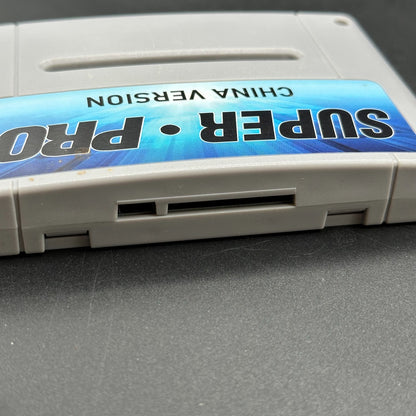 SUPER • PRO
CHINA VERSION